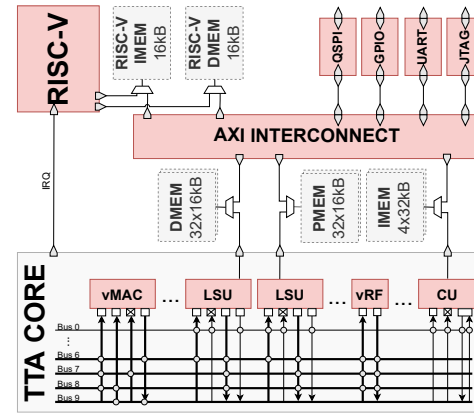 RISC-V
RISC-V
IMEM
16kB
RISC-V
DMEM
16kB
QSPI
GPIO
UART
JTAG
AXI INTERCONNECT
IRQ
DMEM
32x16kB
PMEM
32x16kB
IMEM
4x32kB
TTA CORE
vMAC
...
LSU
LSU
...
vRF
...
CU
Bus 0
⋮
Bus 6
Bus 7
Bus 8
Bus 9